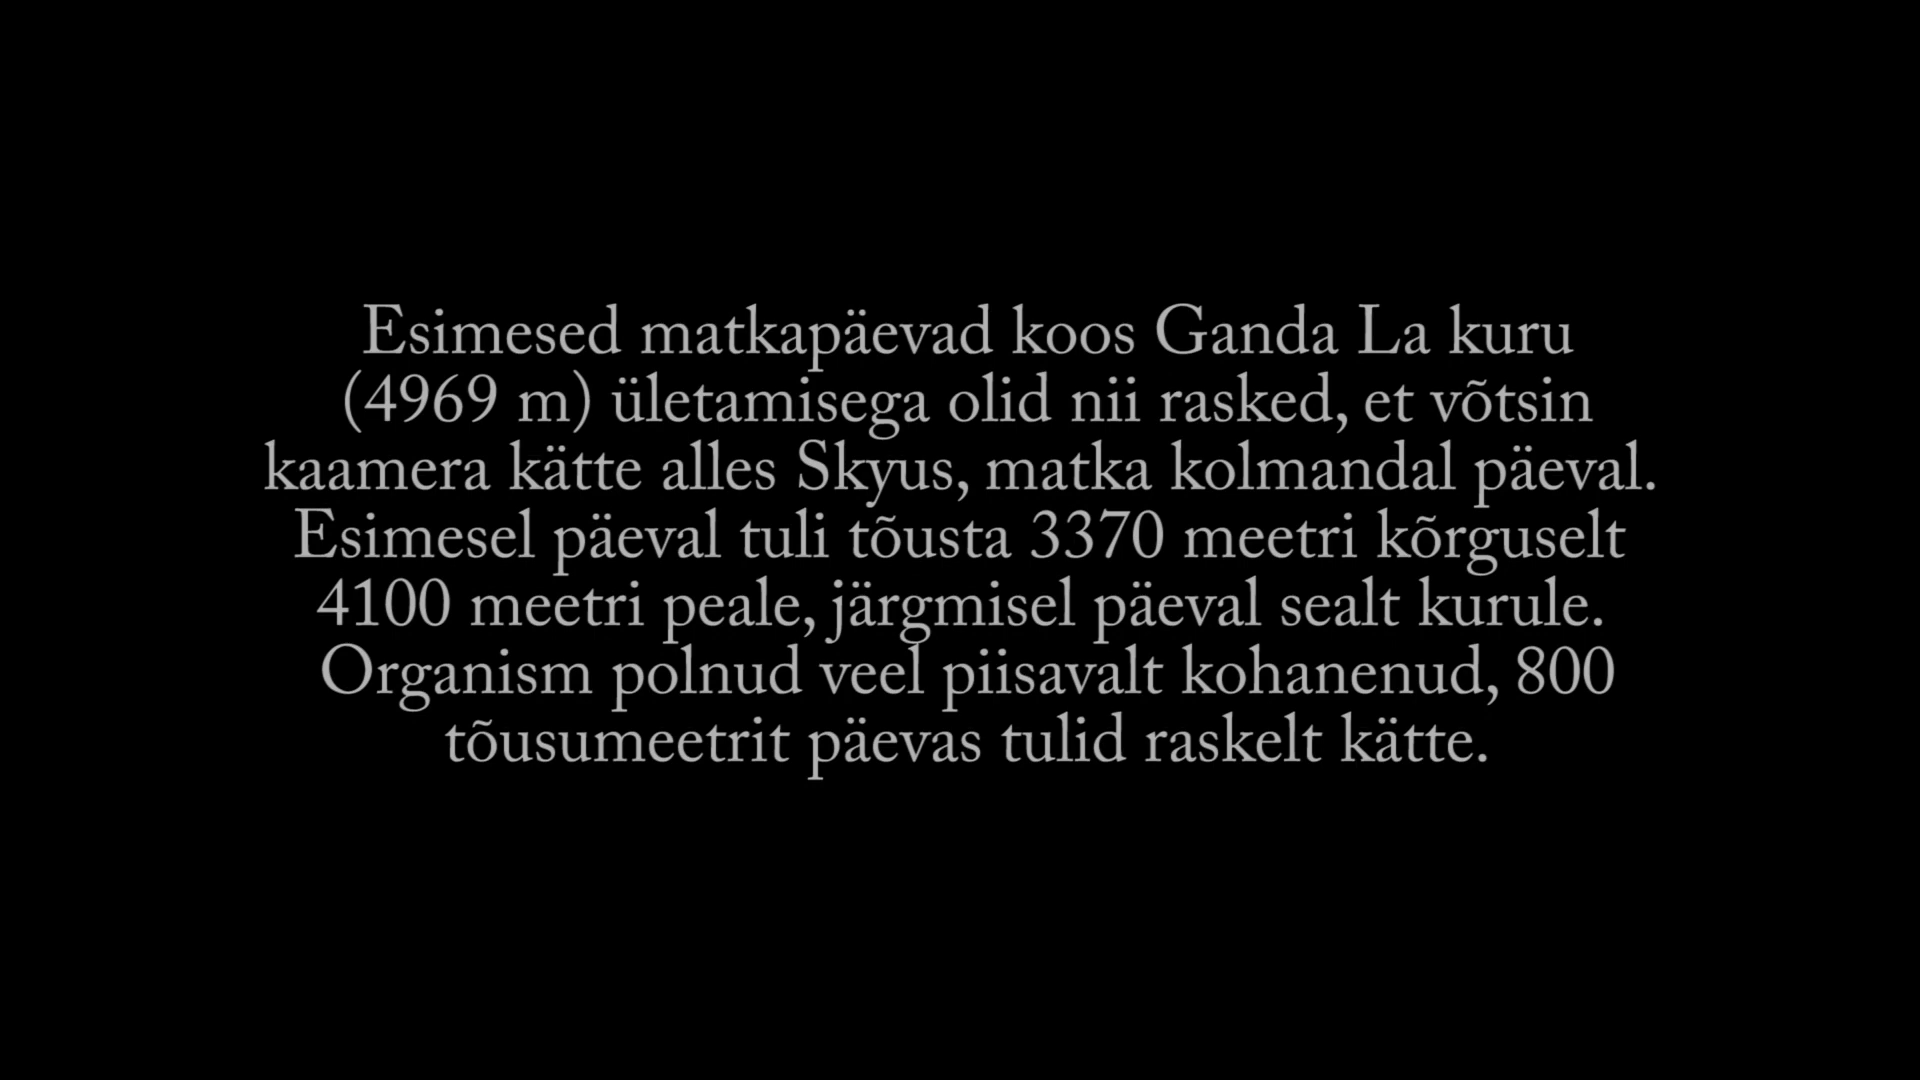 Esimesed matkapäevad koos Ganda La kuru
(4969 m) ületamisega olid nii rasked, et võtsin
kaamera kätte alles Skyus, matka kolmandal päeval.
Esimesel päeval tuli tõusta 3370 meetri kõrguselt
4100 meetri peale, järgmisel päeval sealt kurule.
Organism polnud veel piisavalt kohanenud, 800
tõusumeetrit päevas tulid raskelt kätte.